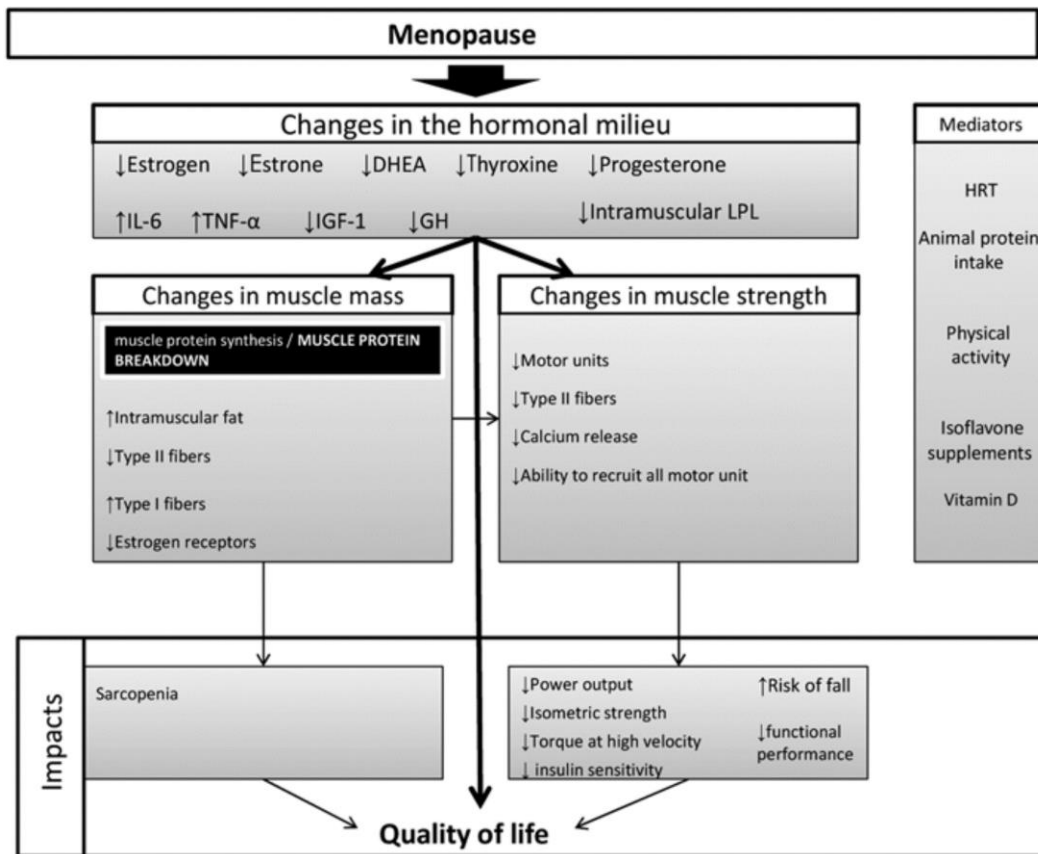 Menopause
Changes in the hormonal milieu
↓Estrogen ↓Estrone ↓DHEA ↓Thyroxine ↓Progesterone
↑IL-6 ↑TNF-α ↓IGF-1 ↓GH ↓Intramuscular LPL
Changes in muscle mass
muscle protein synthesis / MUSCLE PROTEIN
BREAKDOWN
↑Intramuscular fat
↓Type II fibers
↑Type I fibers
↓Estrogen receptors
Changes in muscle strength
↓Motor units
↓Type II fibers
↓Calcium release
↓Ability to recruit all motor unit
Mediators
HRT
Animal protein
intake
Physical
activity
Isoflavone
supplements
Vitamin D
Impacts
Sarcopenia
↓Power output
↓Isometric strength
↓Torque at high velocity
↓ insulin sensitivity
↑Risk of fall
↓functional
performance
Quality of life